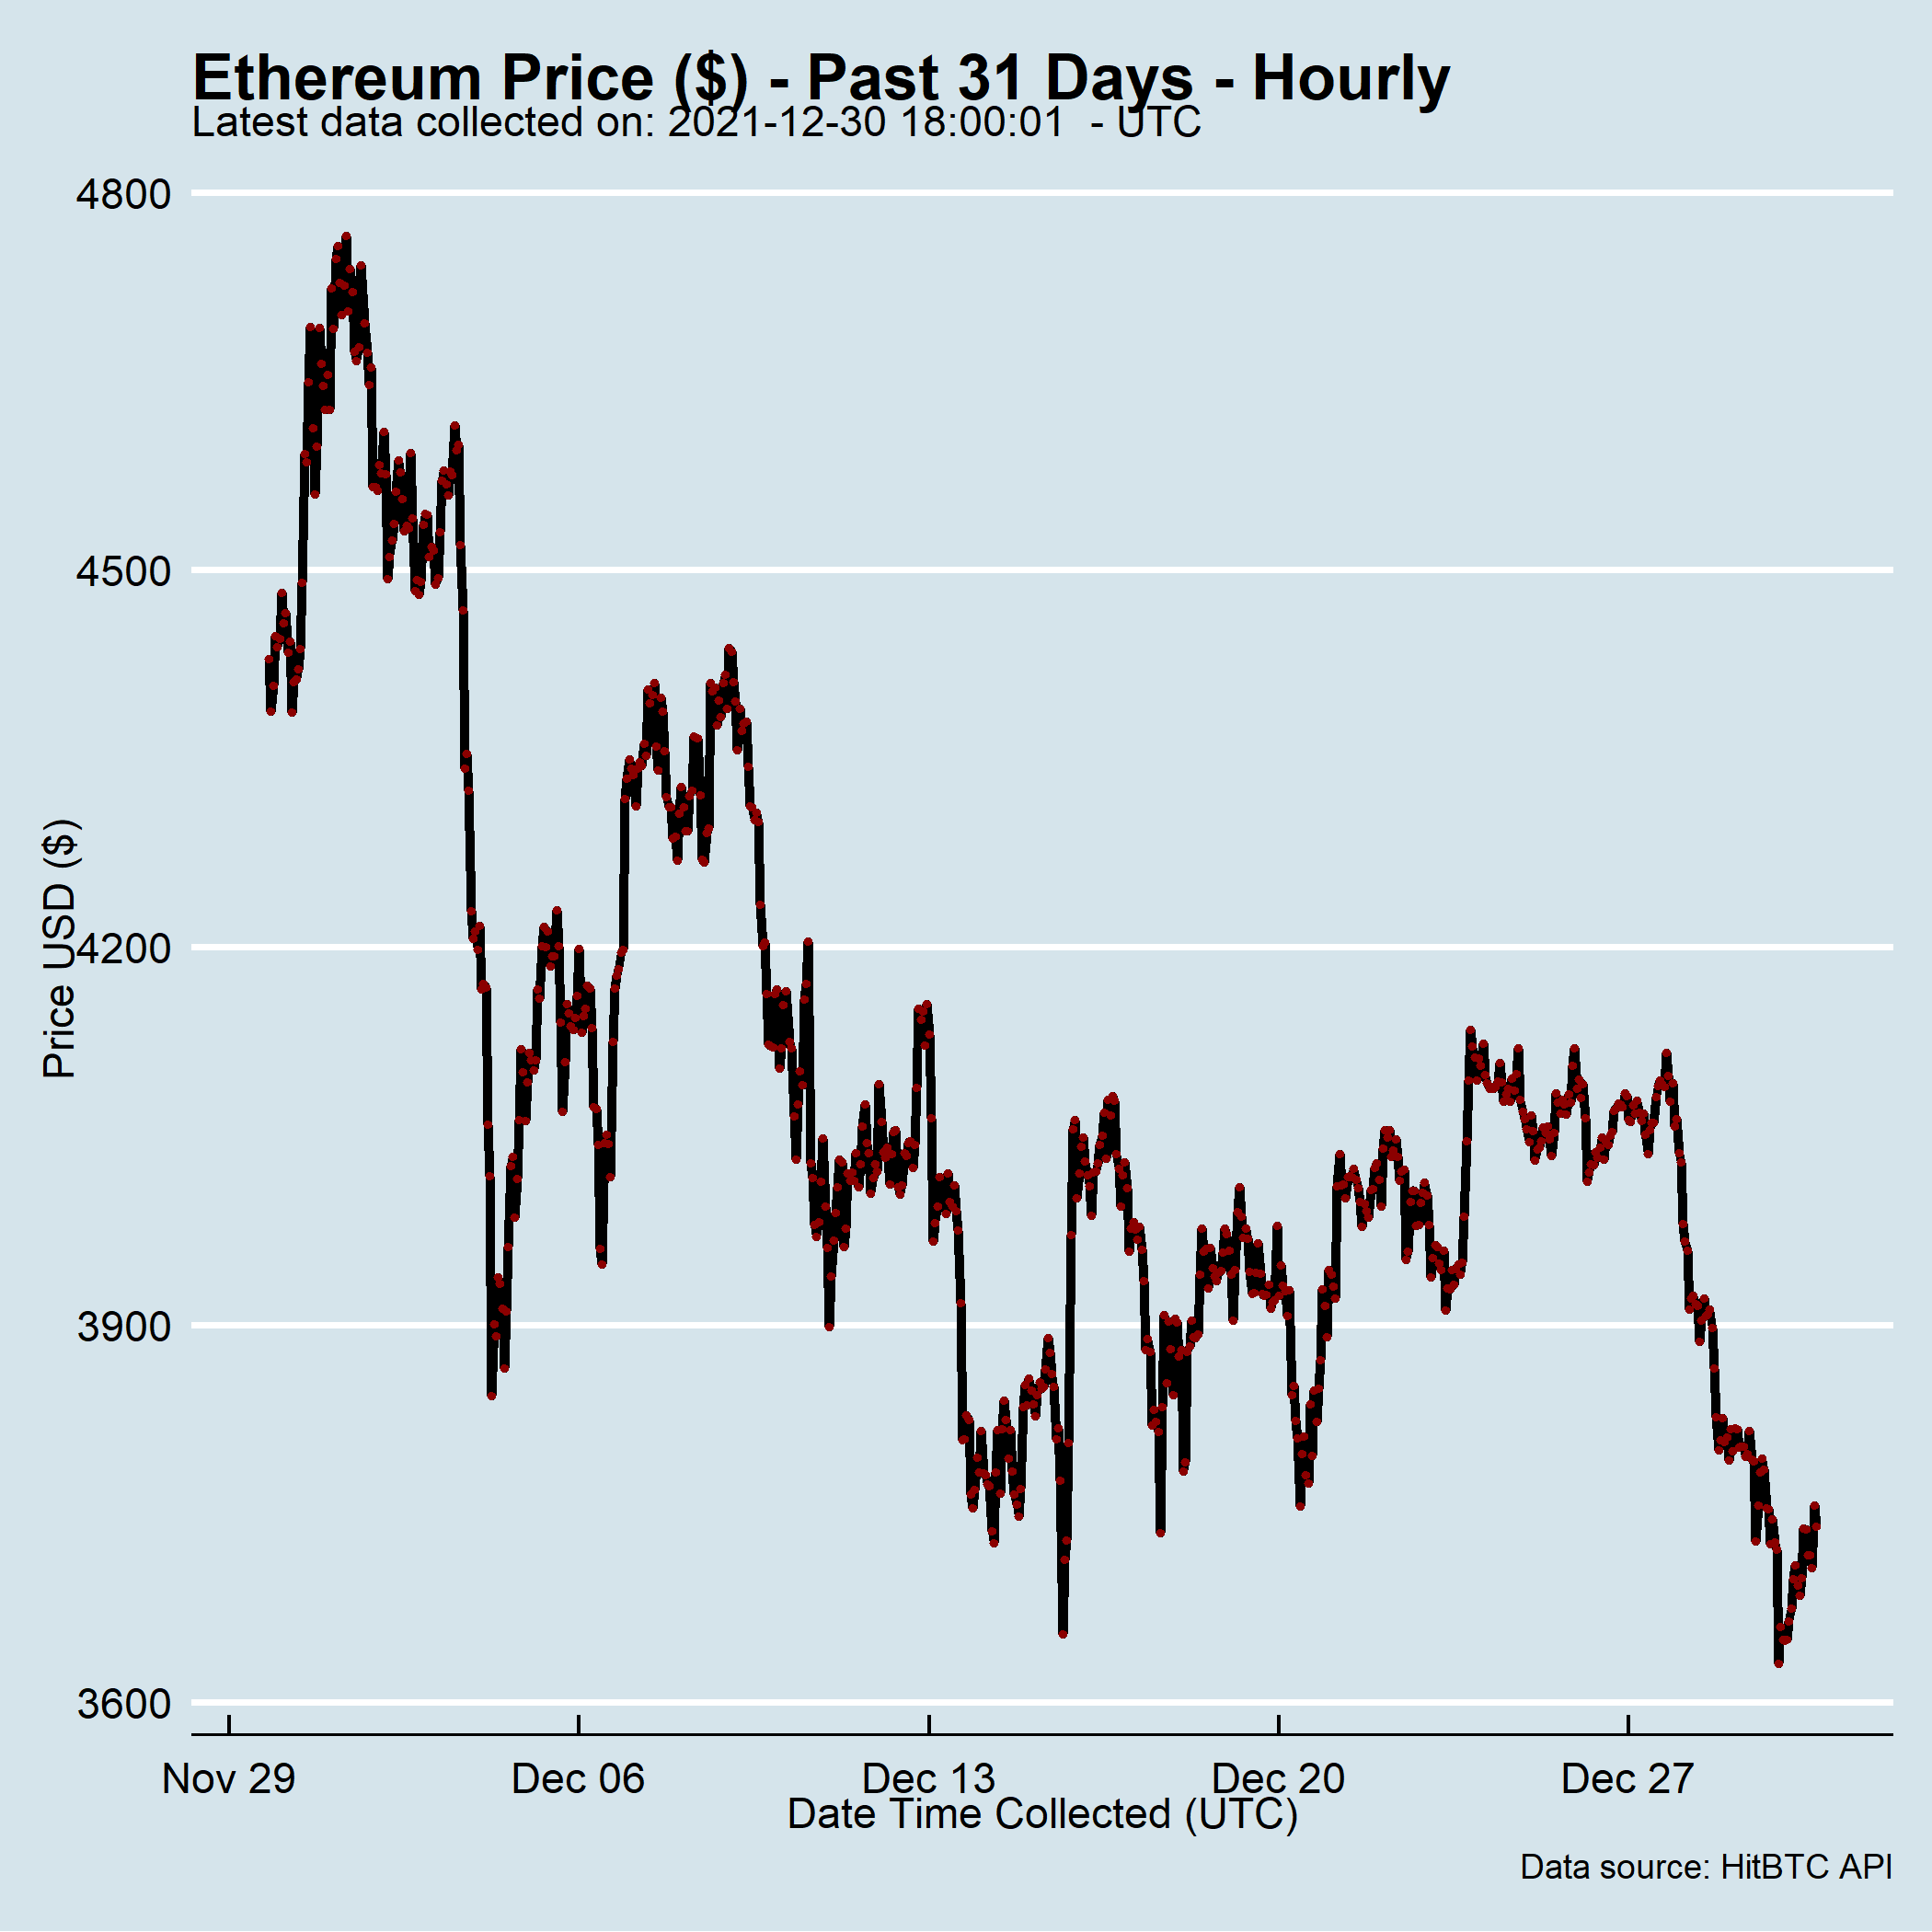 Ethereum Price ($) - Past 31 Days - Hourly
Latest data collected on: 2021-12-30 18:00:01  - UTC
4800
4500
4200
3900
3600
Price USD ($)
Nov 29 Dec 06 Dec 13 Dec 20 Dec 27
Date Time Collected (UTC)
Data source: HitBTC API